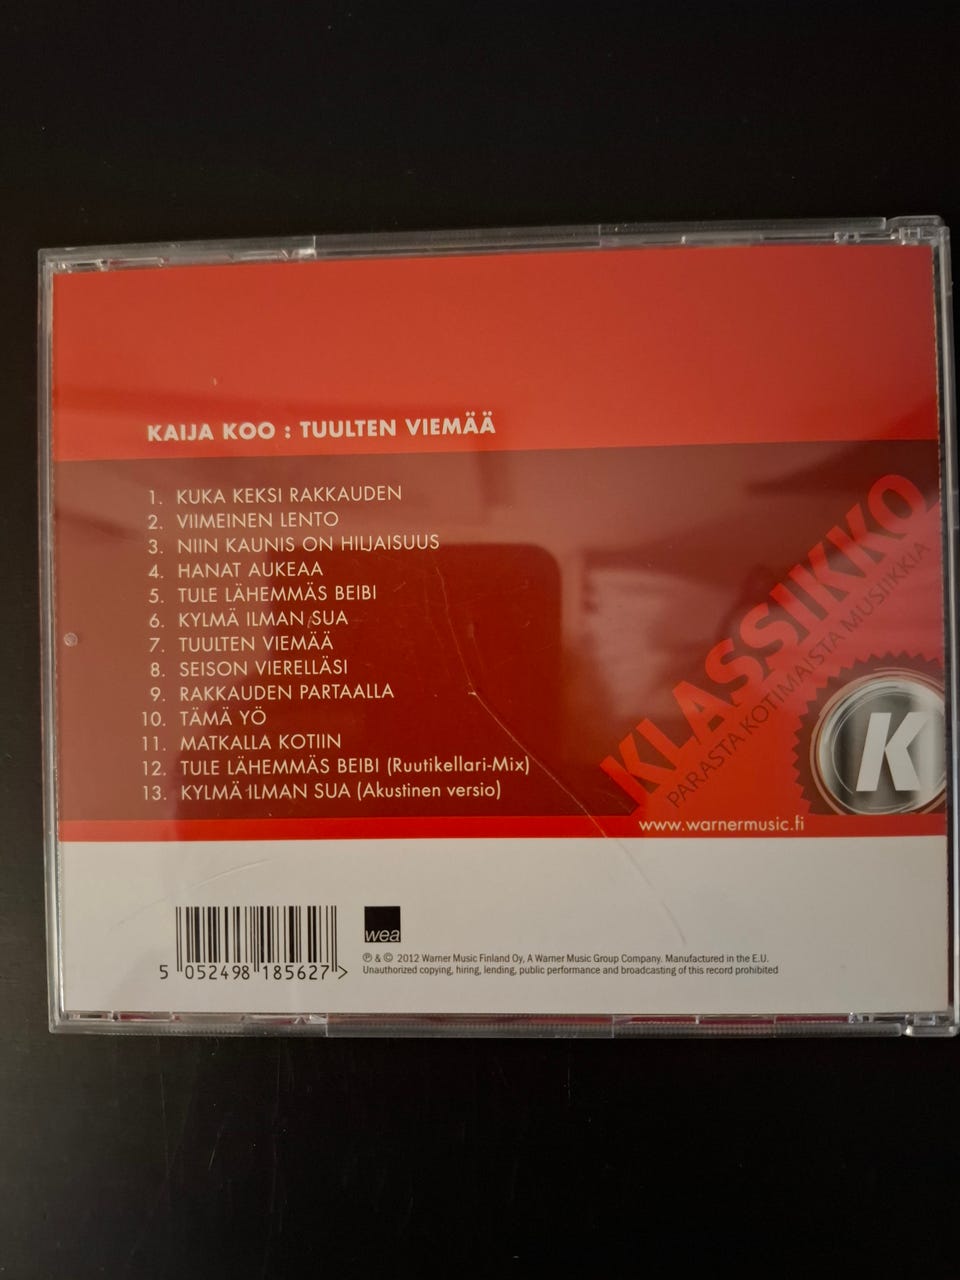 KAIJA KOO : TUULTEN VIEMÄÄ
1. KUKA KEKSI RAKKAUDEN
2. VIIMEINEN LENTO
3. NIIN KAUNIS ON HILJAISUUS
4. HANAT AUKEAA
5. TULE LÄHEMMÄS BEIBI
6. KYLMÄ ILMAN SUA
7. TUULTEN VIEMÄÄ
8. SEISON VIERELLÄSI
9. RAKKAUDEN PARTAALLA
10. TÄMÄ YÖ
11. MATKALLA KOTIIN
12. TULE LÄHEMMÄS BEIBI (Ruutikellari-Mix)
13. KYLMÄ ILMAN SUA (Akustinen versio)
KLASSIKKO
PARASTA KOTIMAISTA MUSIIKKIA
K
www.warnermusic.fi
wea
5 052498 185627 >
℗ & © 2012 Warner Music Finland Oy, A Warner Music Group Company. Manufactured in the E.U.
Unauthorized copying, hiring, lending, public performance and broadcasting of this record prohibited